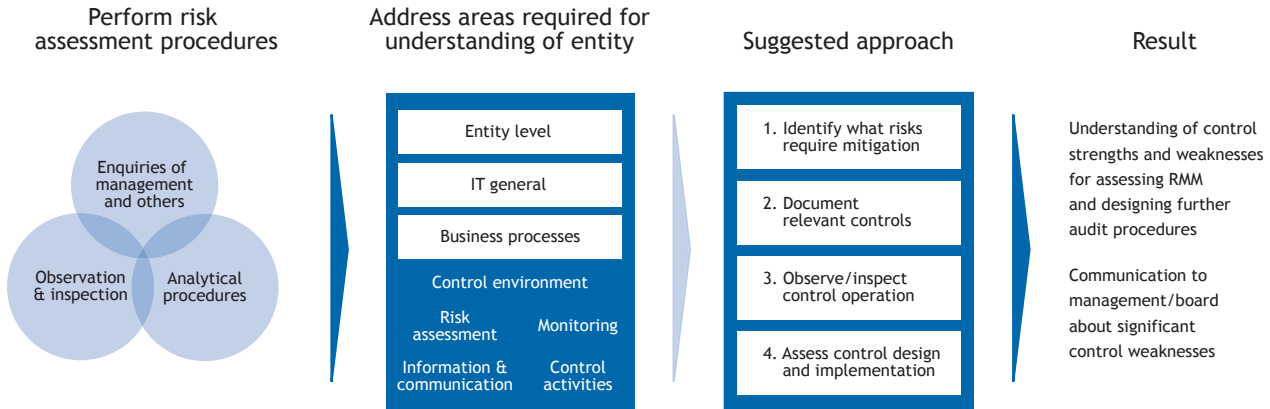 Perform risk
assessment procedures
Enquiries of
management
and others
Observation
& inspection
Analytical
procedures
Address areas required for
understanding of entity
Entity level
IT general
Business processes
Control environment
Risk
assessment
Monitoring
Information &
communication
Control
activities
Suggested approach
1. Identify what risks
require mitigation
2. Document
relevant controls
3. Observe/inspect
control operation
4. Assess control design
and implementation
Result
Understanding of control
strengths and weaknesses
for assessing RMM
and designing further
audit procedures
Communication to
management/board
about significant
control weaknesses